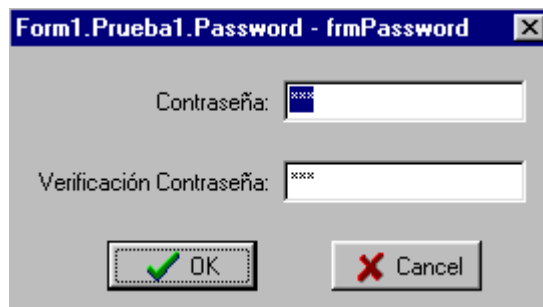 Form1.Prueba1.Password - frmPassword
Contraseña: ***
Verificación Contraseña: ***
OK Cancel